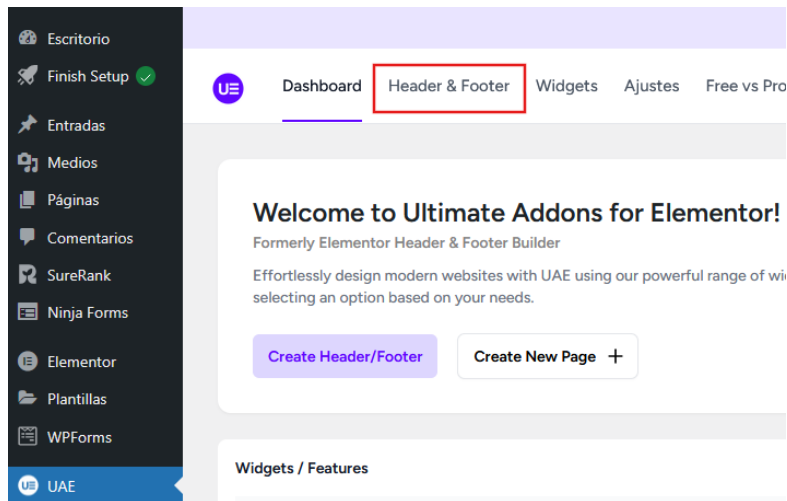 Escritorio
Finish Setup
Entradas
Medios
Páginas
Comentarios
SureRank
Ninja Forms
Elementor
Plantillas
WPForms
UAE
UE
Dashboard
Header & Footer
Widgets
Ajustes
Free vs Pro
Welcome to Ultimate Addons for Elementor!
Formerly Elementor Header & Footer Builder
Effortlessly design modern websites with UAE using our powerful range of wi
selecting an option based on your needs.
Create Header/Footer
Create New Page +
Widgets / Features